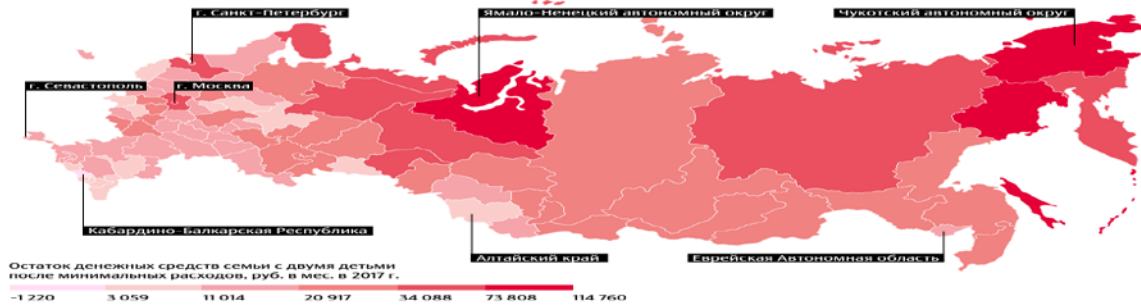 г. Санкт-Петербург
Ямало-Ненецкий автономный округ
Чукотский автономный округ
г. Севастополь
г. Москва
Кабардино-Балкарская Республика
Алтайский край
Еврейская Автономная область
Остаток денежных средств семьи с двумя детьми
после минимальных расходов, руб. в мес. в 2017 г.
-1 220 3 059 11 014 20 917 34 088 73 808 114 760